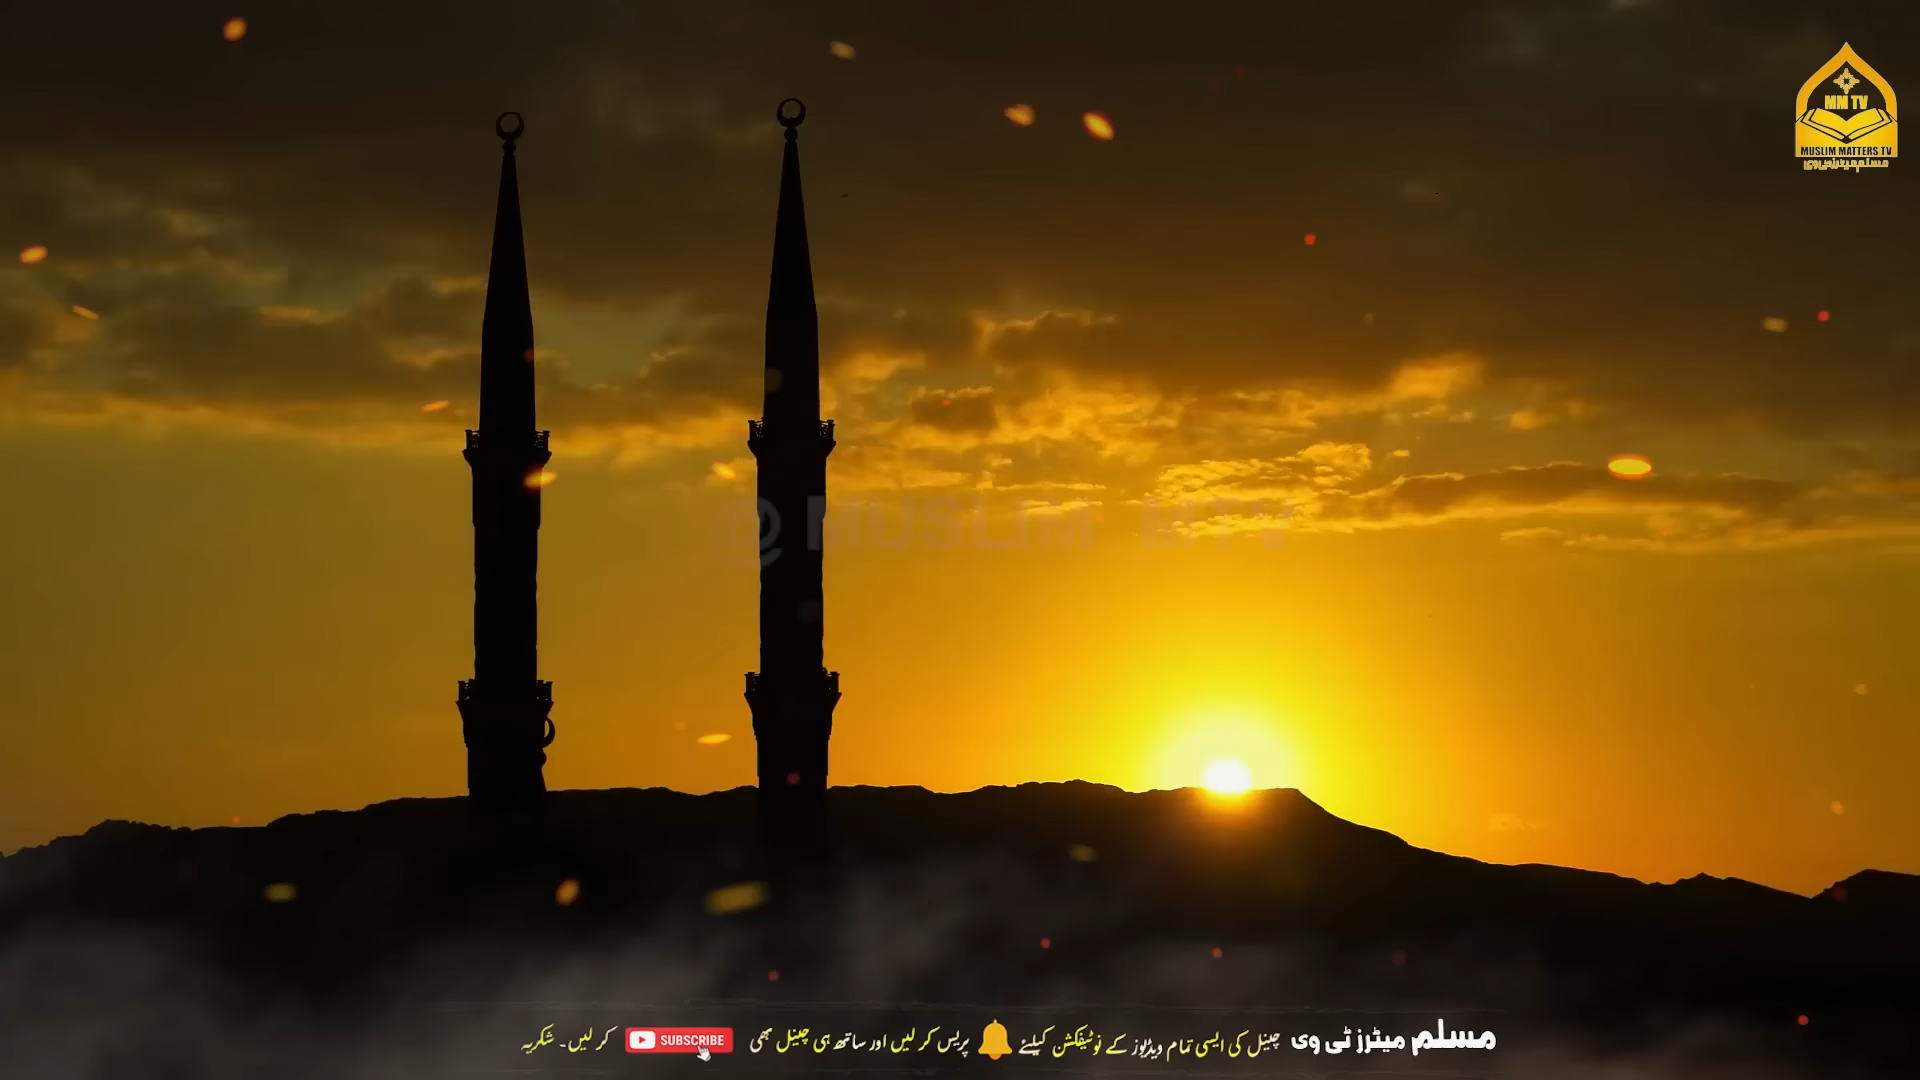 MM TV
MUSLIM MATTERS TV
مسلم میٹرز ٹی وی
مسلم میٹرز ٹی وی چینل کی ایسی تمام ویڈیوز کے نوٹیفکشن کیلئے پریس کر لیں اور ساتھ ہی چینل بھی SUBSCRIBE کر لیں۔ شکریہ